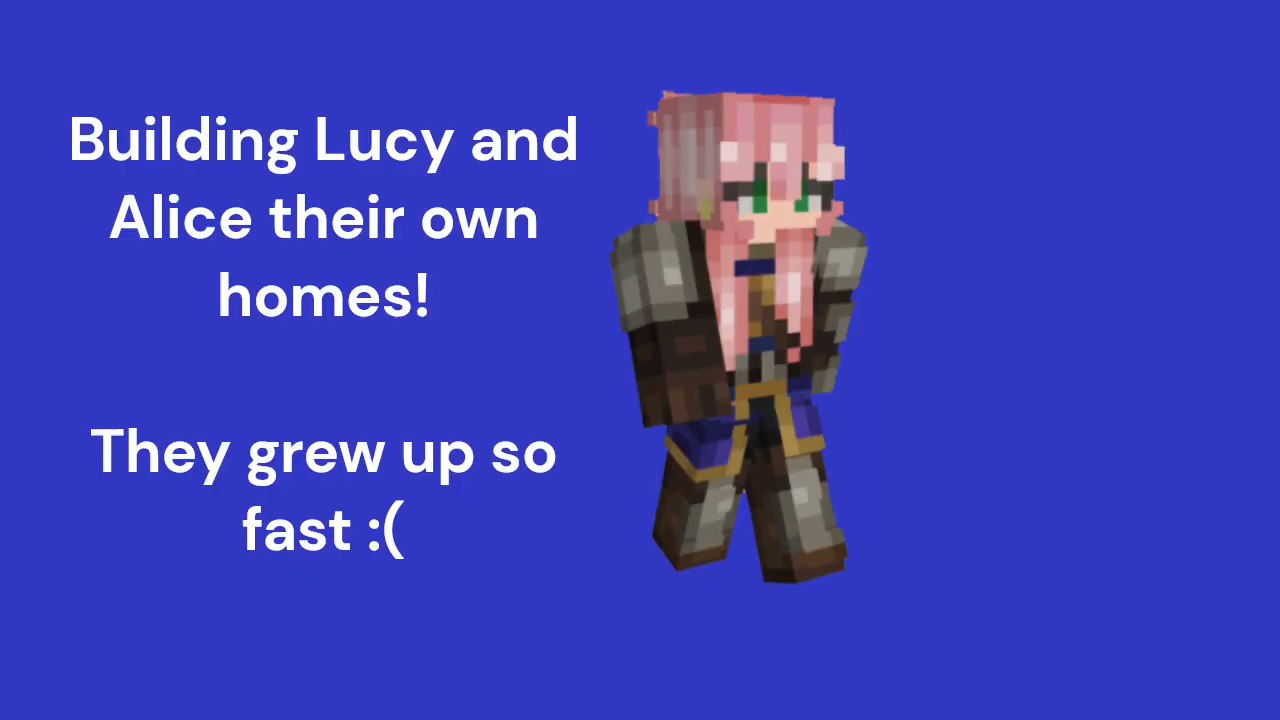 Building Lucy and
Alice their own
homes!
They grew up so
fast :(